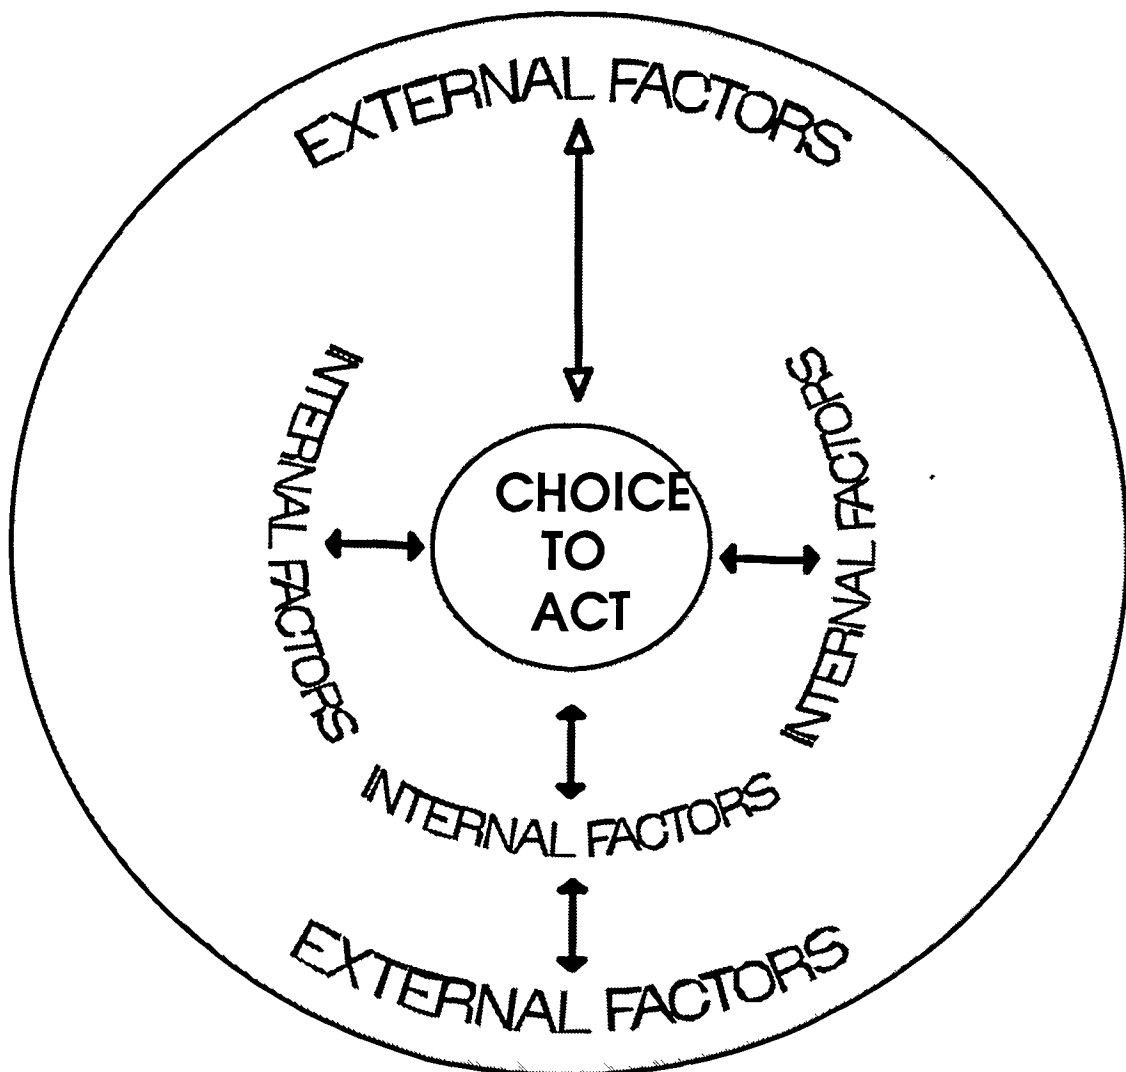 EXTERNAL FACTORS
INTERNAL FACTORS
INTERNAL FACTORS
CHOICE
TO
ACT
INTERNAL FACTORS
EXTERNAL FACTORS